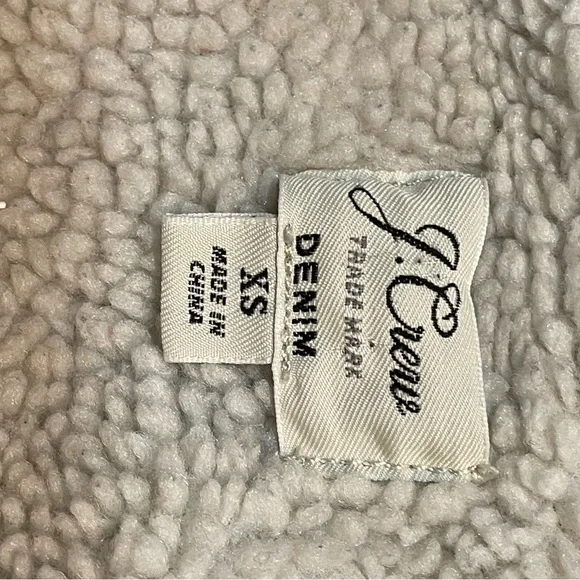 J.Crew
TRADE MARK
DENIM
XS
MADE IN
CHINA